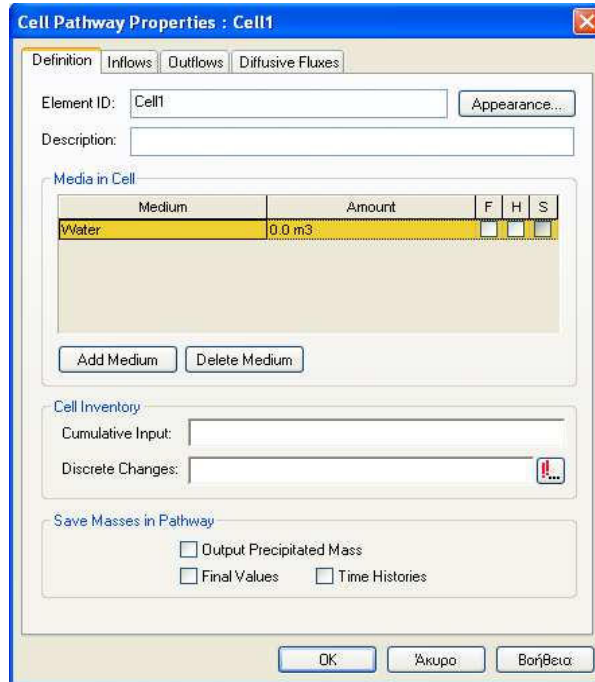 Cell Pathway Properties : Cell1
Definition Inflows Outflows Diffusive Fluxes
Element ID: Cell1 Appearance...
Description:
Media in Cell
Medium Amount F H S
Water 0.0 m3
Add Medium Delete Medium
Cell Inventory
Cumulative Input:
Discrete Changes:
Save Masses in Pathway
Output Precipitated Mass
Final Values Time Histories
OK Άκυρο Βοήθεια